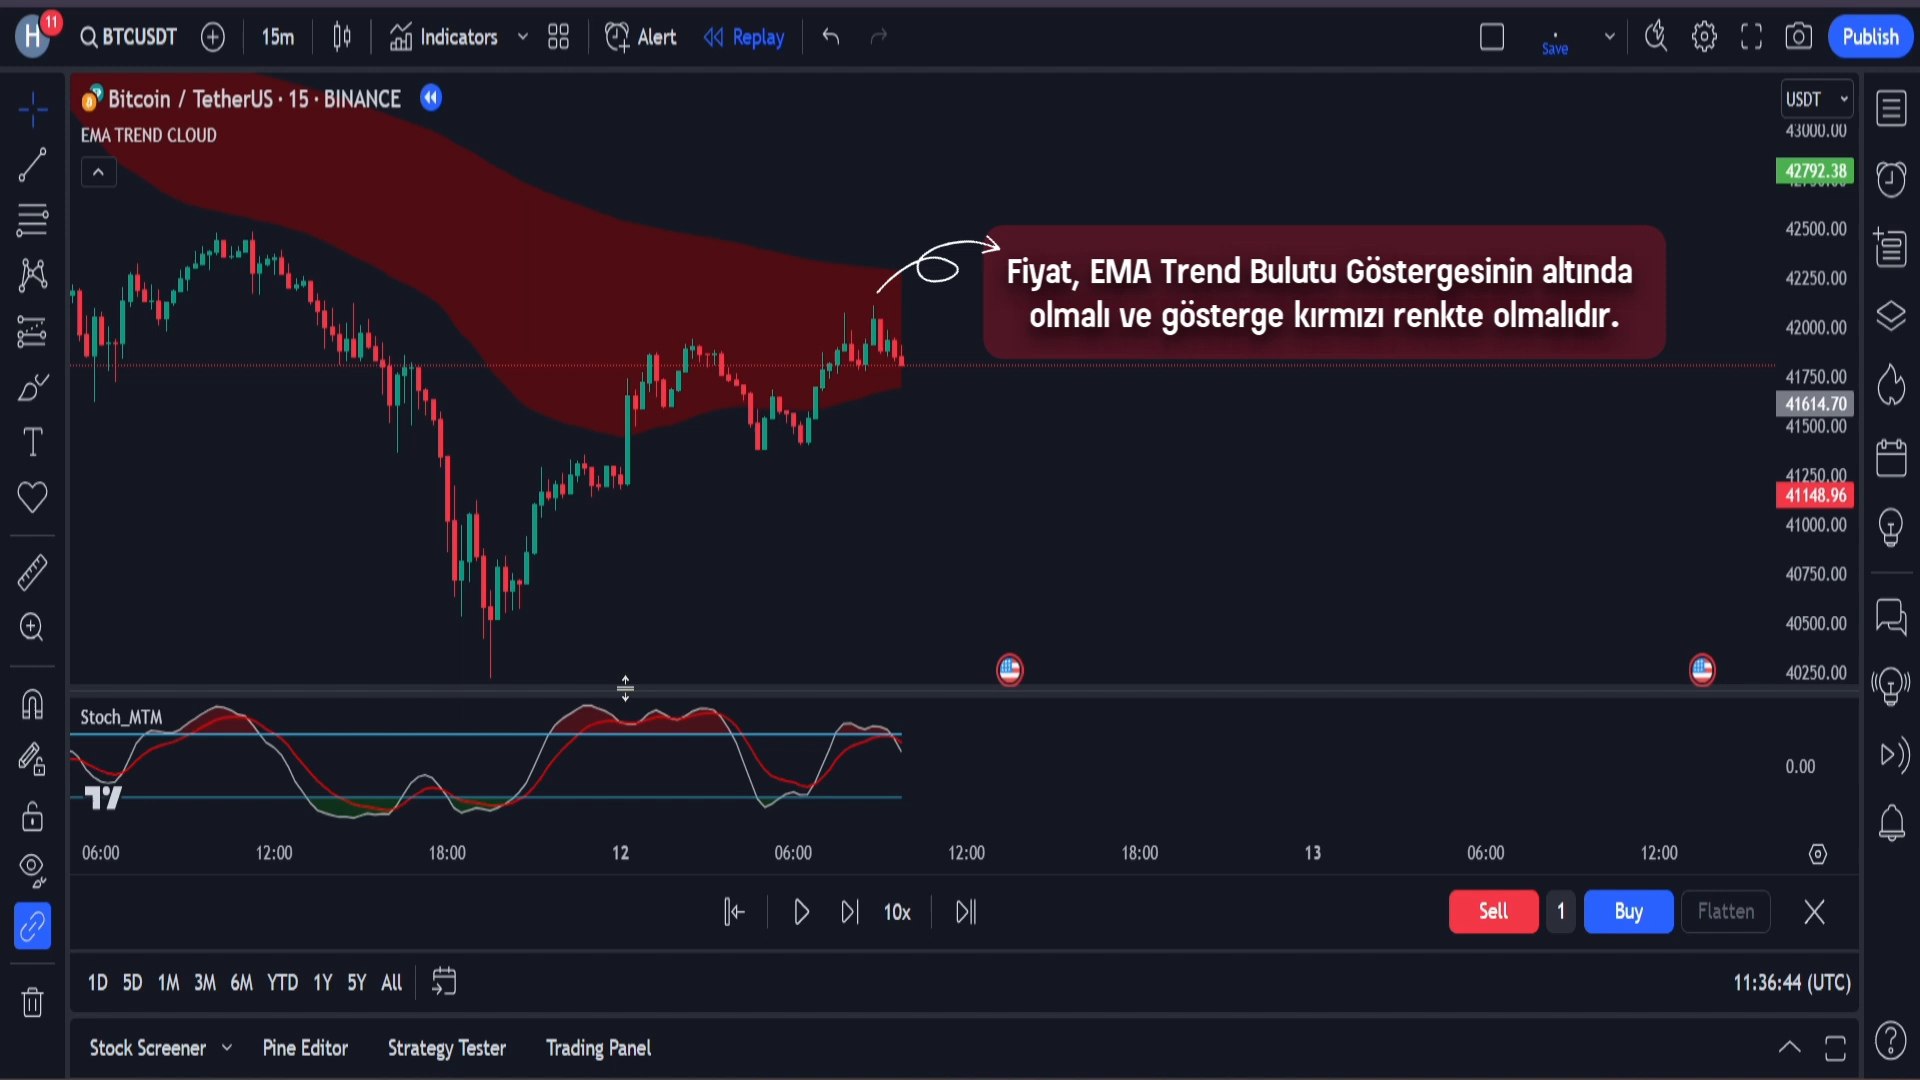 H 11 BTCUSDT 15m Indicators Alert Replay Save Publish
Bitcoin / TetherUS · 15 · BINANCE
USDT
EMA TREND CLOUD
43000.00
42792.38
42500.00
Fiyat, EMA Trend Bulutu Göstergesinin altında
olmalı ve gösterge kırmızı renkte olmalıdır.
42250.00
42000.00
41750.00
41614.70
41500.00
41250.00
41148.96
41000.00
40750.00
40500.00
40250.00
Stoch_MTM
0.00
06:00 12:00 18:00 12 06:00 12:00 18:00 13 06:00 12:00
10x Sell 1 Buy Flatten
1D 5D 1M 3M 6M YTD 1Y 5Y All 11:36:44 (UTC)
Stock Screener Pine Editor Strategy Tester Trading Panel